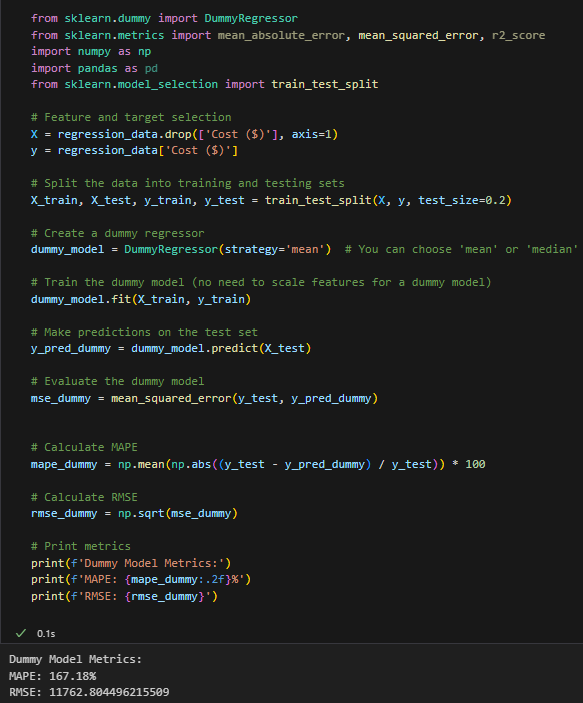 from sklearn.dummy import DummyRegressor
from sklearn.metrics import mean_absolute_error, mean_squared_error, r2_score
import numpy as np
import pandas as pd
from sklearn.model_selection import train_test_split
# Feature and target selection
X = regression_data.drop(['Cost ($)'], axis=1)
y = regression_data['Cost ($)']
# Split the data into training and testing sets
X_train, X_test, y_train, y_test = train_test_split(X, y, test_size=0.2)
# Create a dummy regressor
dummy_model = DummyRegressor(strategy='mean')  # You can choose 'mean' or 'median'
# Train the dummy model (no need to scale features for a dummy model)
dummy_model.fit(X_train, y_train)
# Make predictions on the test set
y_pred_dummy = dummy_model.predict(X_test)
# Evaluate the dummy model
mse_dummy = mean_squared_error(y_test, y_pred_dummy)
# Calculate MAPE
mape_dummy = np.mean(np.abs((y_test - y_pred_dummy) / y_test)) * 100
# Calculate RMSE
rmse_dummy = np.sqrt(mse_dummy)
# Print metrics
print(f'Dummy Model Metrics:')
print(f'MAPE: {mape_dummy:.2f}%')
print(f'RMSE: {rmse_dummy}')
0.1s
Dummy Model Metrics:
MAPE: 167.18%
RMSE: 11762.804496215509